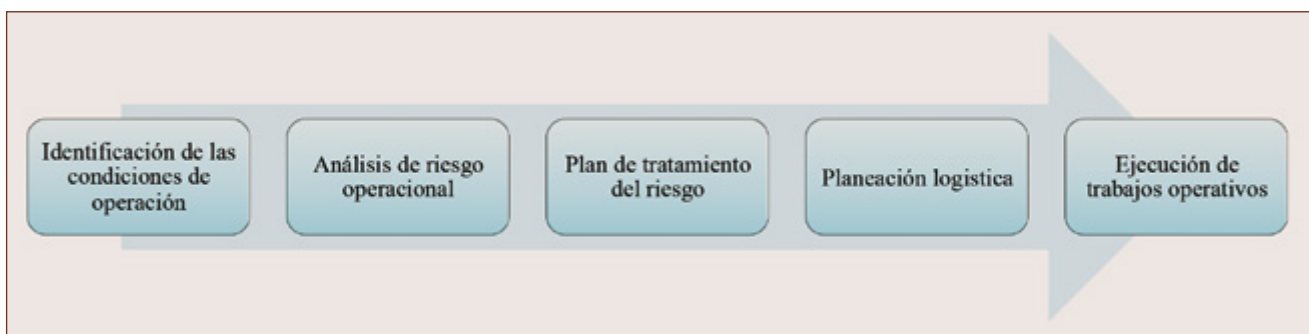 Identificación de las
condiciones de
operación
Análisis de riesgo
operacional
Plan de tratamiento
del riesgo
Planeación logistica
Ejecución de
trabajos operativos